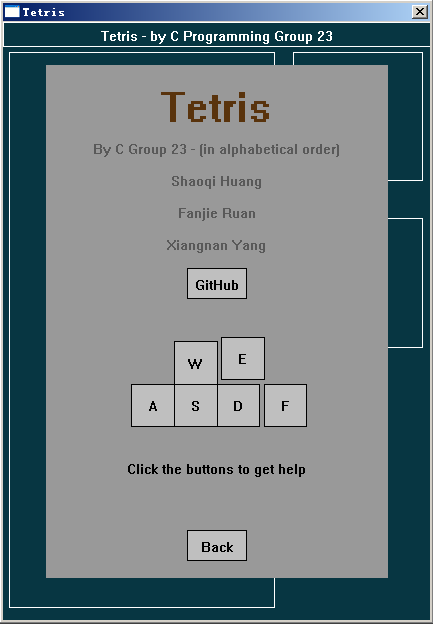 Tetris
Tetris - by C Programming Group 23
Tetris
By C Group 23 - (in alphabetical order)
Shaoqi Huang
Fanjie Ruan
Xiangnan Yang
GitHub
W E
A S D F
Click the buttons to get help
Back